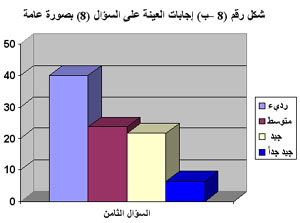 شكل رقم (8 –ب) إجابات العينة على السؤال (8) بصورة عامة
50
40
30
20
10
0
السؤال الثامن
رديء
متوسط
جيد
جيد جداً